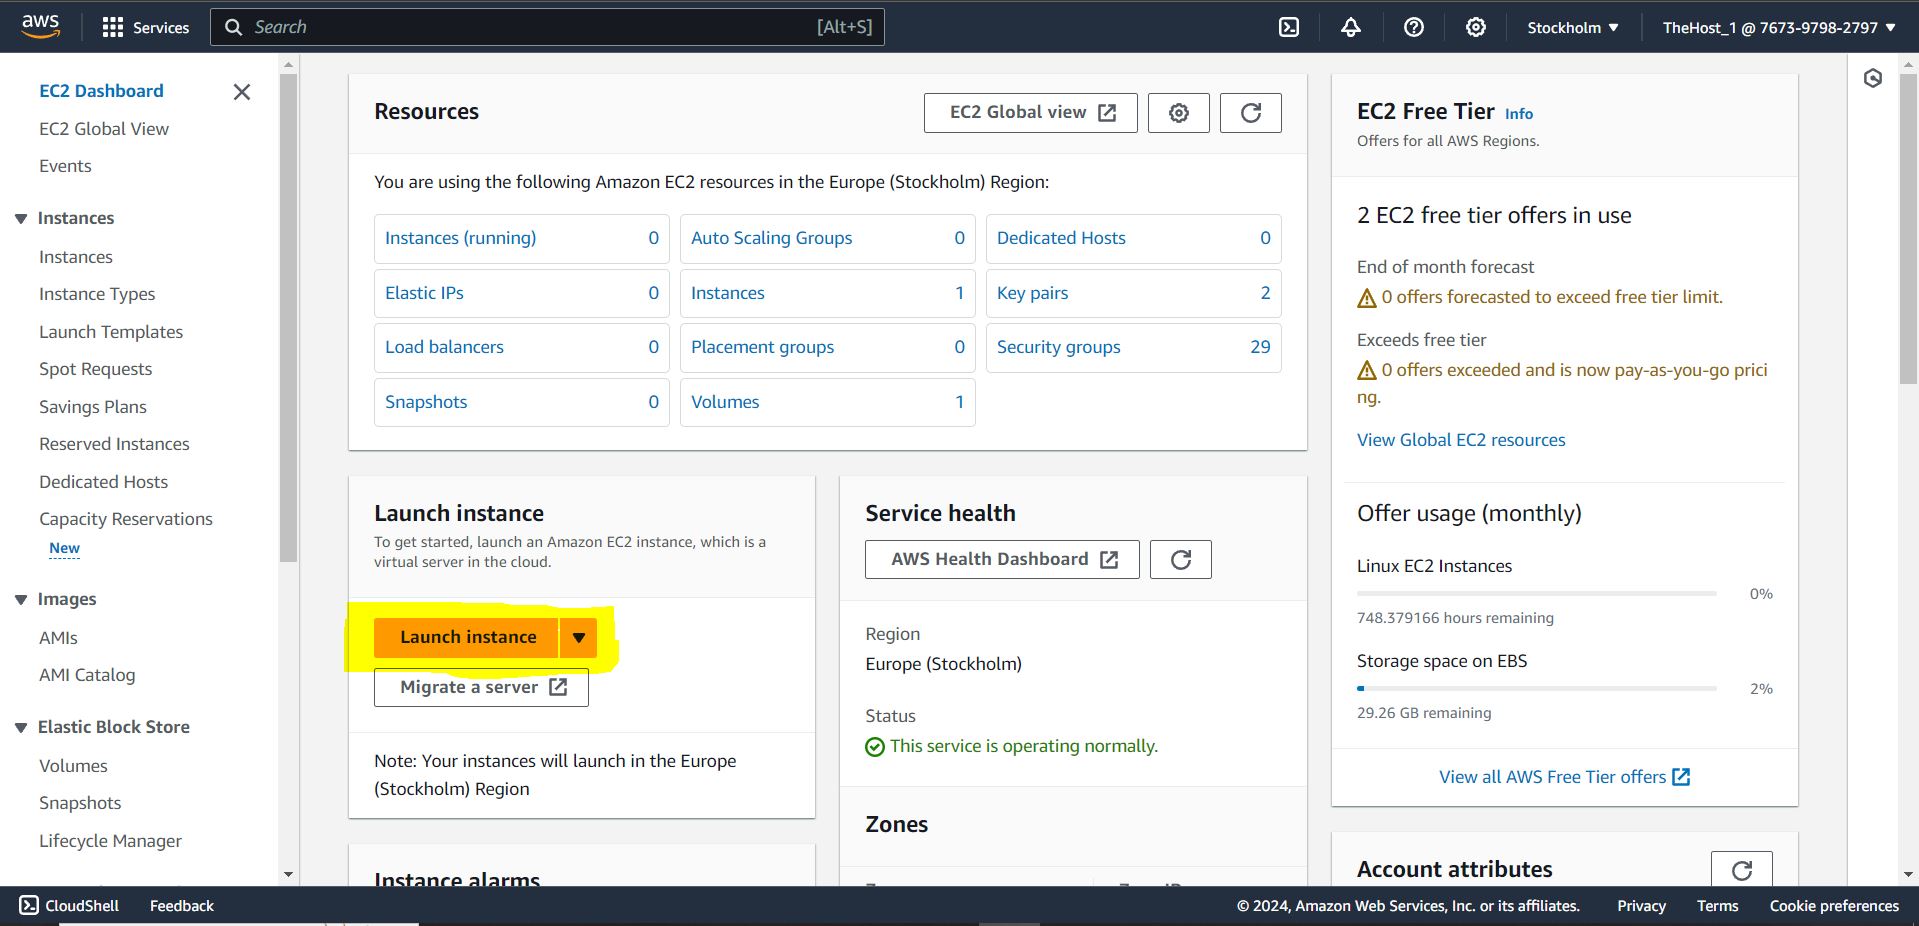 aws
Services
Search
[Alt+S]
Stockholm
TheHost_1 @ 7673-9798-2797
EC2 Dashboard
EC2 Global View
Events
Instances
Instances
Instance Types
Launch Templates
Spot Requests
Savings Plans
Reserved Instances
Dedicated Hosts
Capacity Reservations
New
Images
AMIs
AMI Catalog
Elastic Block Store
Volumes
Snapshots
Lifecycle Manager
Resources
EC2 Global view
You are using the following Amazon EC2 resources in the Europe (Stockholm) Region:
Instances (running) 0
Auto Scaling Groups 0
Dedicated Hosts 0
Elastic IPs 0
Instances 1
Key pairs 2
Load balancers 0
Placement groups 0
Security groups 29
Snapshots 0
Volumes 1
Launch instance
To get started, launch an Amazon EC2 instance, which is a
virtual server in the cloud.
Launch instance
Migrate a server
Note: Your instances will launch in the Europe
(Stockholm) Region
Instance alarms
Service health
AWS Health Dashboard
Region
Europe (Stockholm)
Status
This service is operating normally.
Zones
EC2 Free Tier Info
Offers for all AWS Regions.
2 EC2 free tier offers in use
End of month forecast
0 offers forecasted to exceed free tier limit.
Exceeds free tier
0 offers exceeded and is now pay-as-you-go prici
ng.
View Global EC2 resources
Offer usage (monthly)
Linux EC2 Instances
0%
748.379166 hours remaining
Storage space on EBS
2%
29.26 GB remaining
View all AWS Free Tier offers
Account attributes
CloudShell
Feedback
© 2024, Amazon Web Services, Inc. or its affiliates.
Privacy
Terms
Cookie preferences